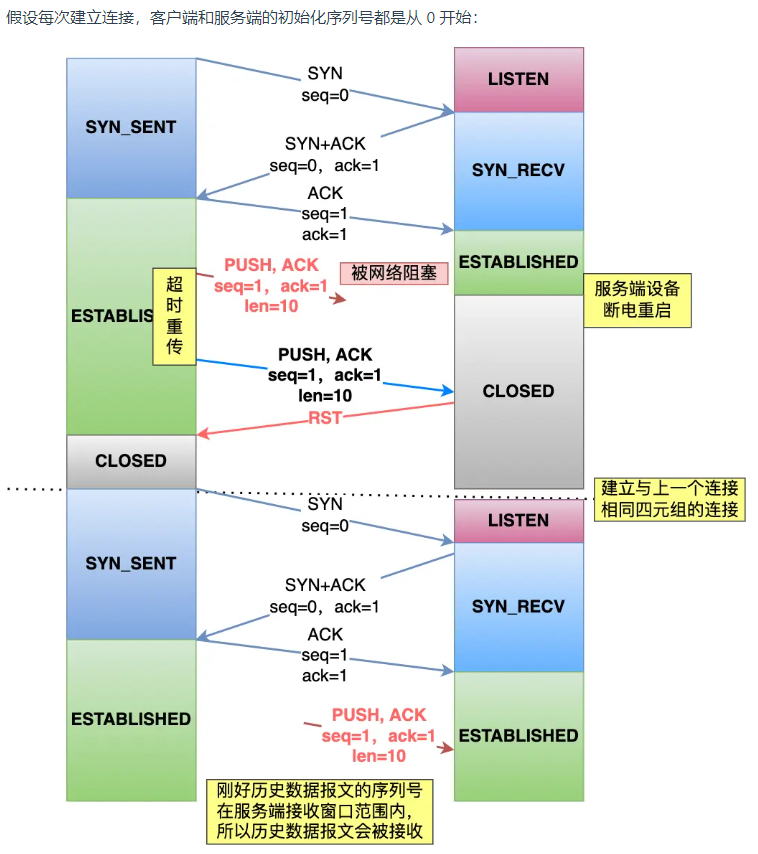 假设每次建立连接，客户端和服务端的初始化序列号都是从 0 开始：
SYN
seq=0
LISTEN
SYN_SENT
SYN+ACK
seq=0，ack=1
SYN_RECV
ACK
seq=1
ack=1
PUSH, ACK
seq=1，ack=1
len=10
被网络阻塞
ESTABLISHED
服务端设备
断电重启
超
时
重
传
ESTABLIS
PUSH, ACK
seq=1，ack=1
len=10
RST
CLOSED
CLOSED
建立与上一个连接
相同四元组的连接
SYN
seq=0
LISTEN
SYN_SENT
SYN+ACK
seq=0，ack=1
SYN_RECV
ACK
seq=1
ack=1
ESTABLISHED
PUSH, ACK
seq=1，ack=1
len=10
ESTABLISHED
刚好历史数据报文的序列号
在服务端接收窗口范围内，
所以历史数据报文会被接收